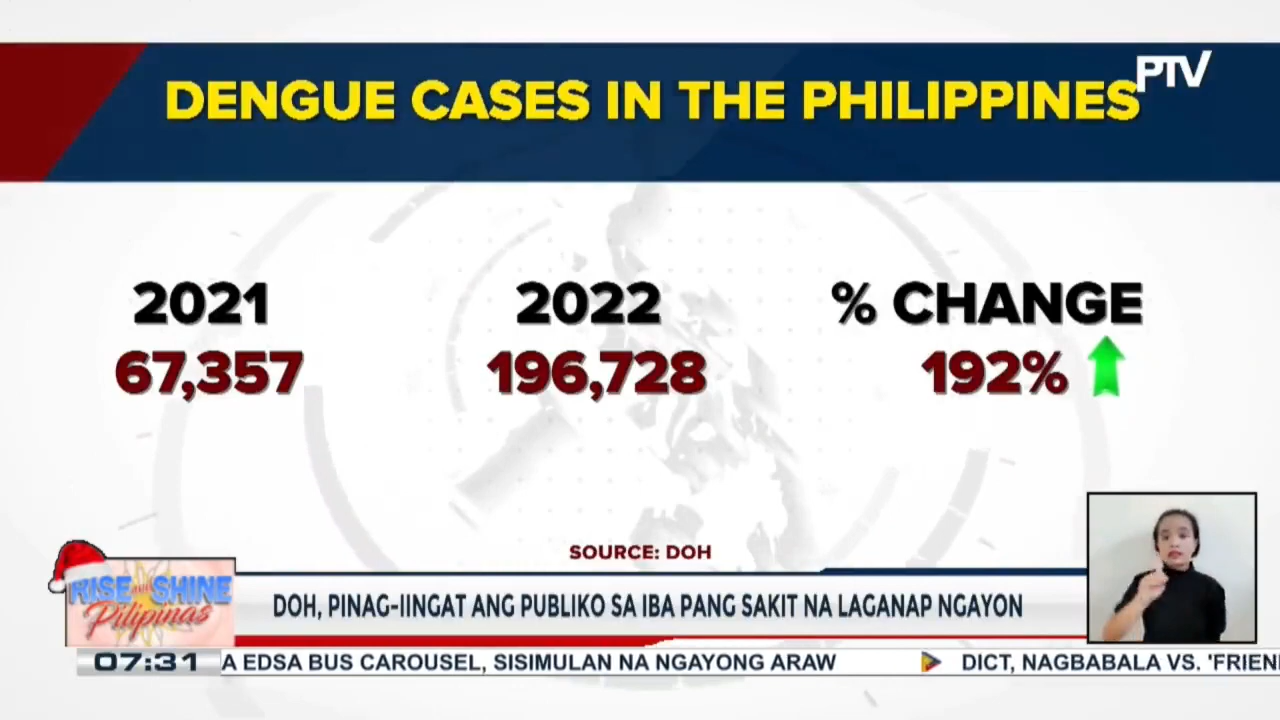 PTV
DENGUE CASES IN THE PHILIPPINES
2021
67,357
2022
196,728
% CHANGE
192%
SOURCE: DOH
RISE and SHINE
Pilipinas
DOH, PINAG-IINGAT ANG PUBLIKO SA IBA PANG SAKIT NA LAGANAP NGAYON
07:31
A EDSA BUS CAROUSEL, SISIMULAN NA NGAYONG ARAW
DICT, NAGBABALA VS. 'FRIEN